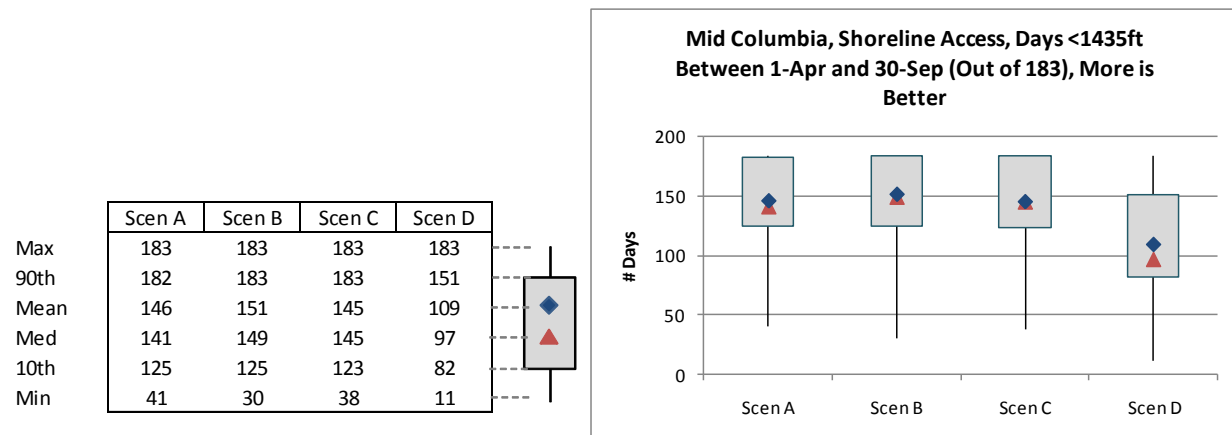 Scen A Scen B Scen C Scen D
Max 183 183 183 183
90th 182 183 183 151
Mean 146 151 145 109
Med 141 149 145 97
10th 125 125 123 82
Min 41 30 38 11
Mid Columbia, Shoreline Access, Days <1435ft
Between 1-Apr and 30-Sep (Out of 183), More is
Better
# Days
200
150
100
50
0
Scen A Scen B Scen C Scen D